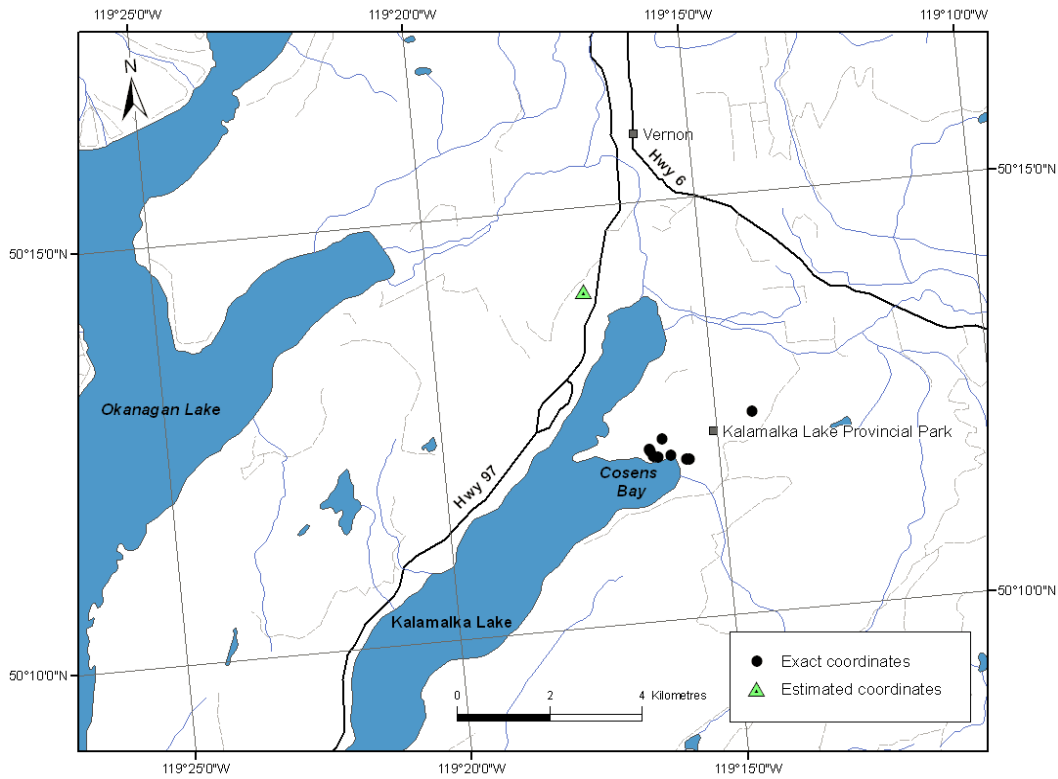 119°25'0"W
119°20'0"W
119°15'0"W
119°10'0"W
N
Vernon
Hwy 6
50°15'0"N
50°15'0"N
Okanagan Lake
Kalamalka Lake Provincial Park
Cosens
Bay
Hwy 97
50°10'0"N
Kalamalka Lake
50°10'0"N
Exact coordinates
Estimated coordinates
0 2 4 Kilometres
119°25'0"W
119°20'0"W
119°15'0"W